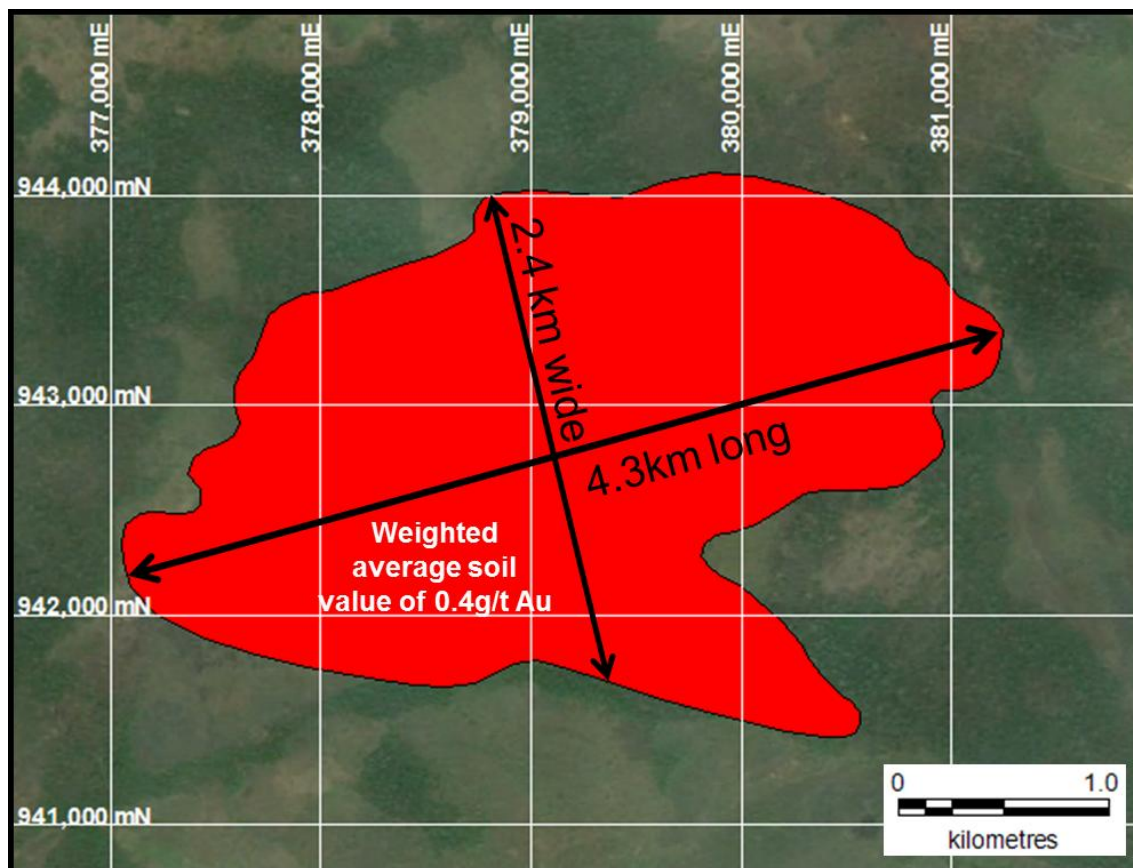 377,000 mE
378,000 mE
379,000 mE
380,000 mE
381,000 mE
944,000 mN
943,000 mN
942,000 mN
941,000 mN
2.4 km wide
4.3km long
Weighted
average soil
value of 0.4g/t Au
0 1.0
kilometres